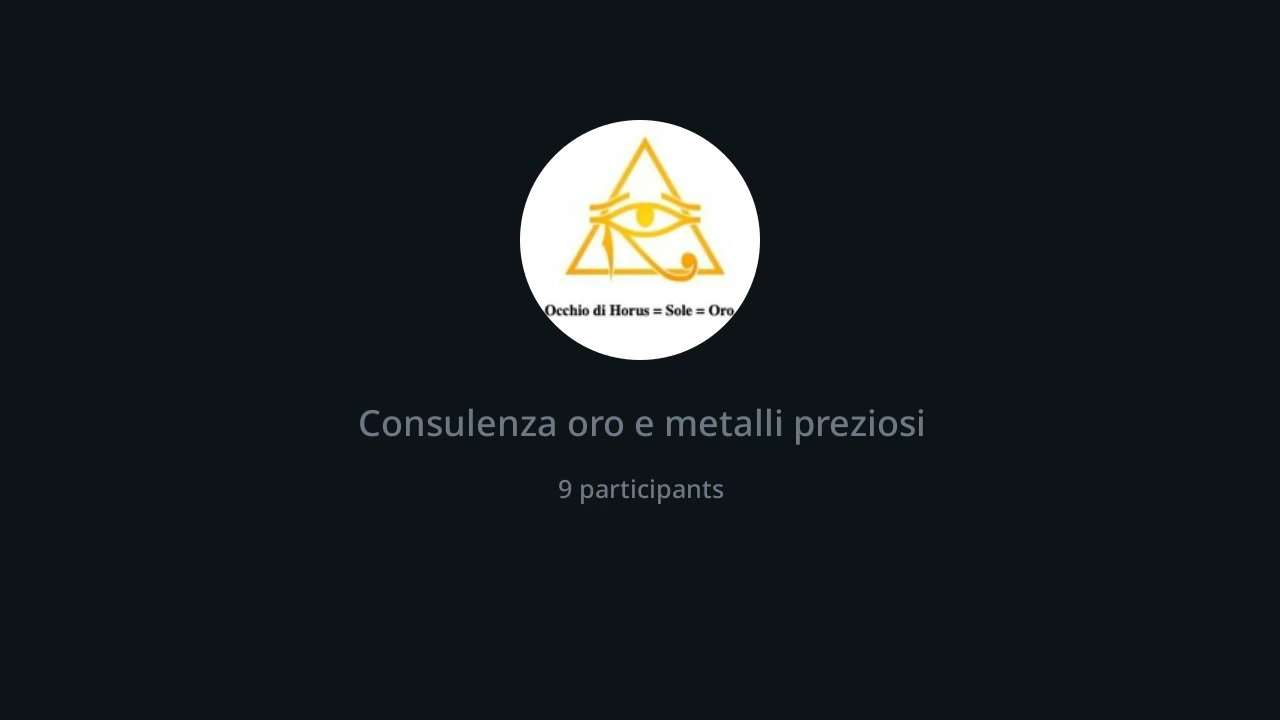 Occhio di Horus = Sole = Oro
Consulenza oro e metalli preziosi
9 participants